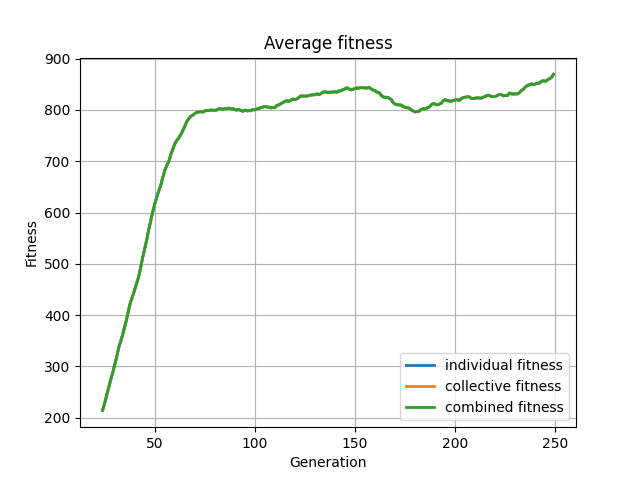 Average fitness
900
800
700
600
500
400
300
200
Fitness
individual fitness
collective fitness
combined fitness
50 100 150 200 250
Generation